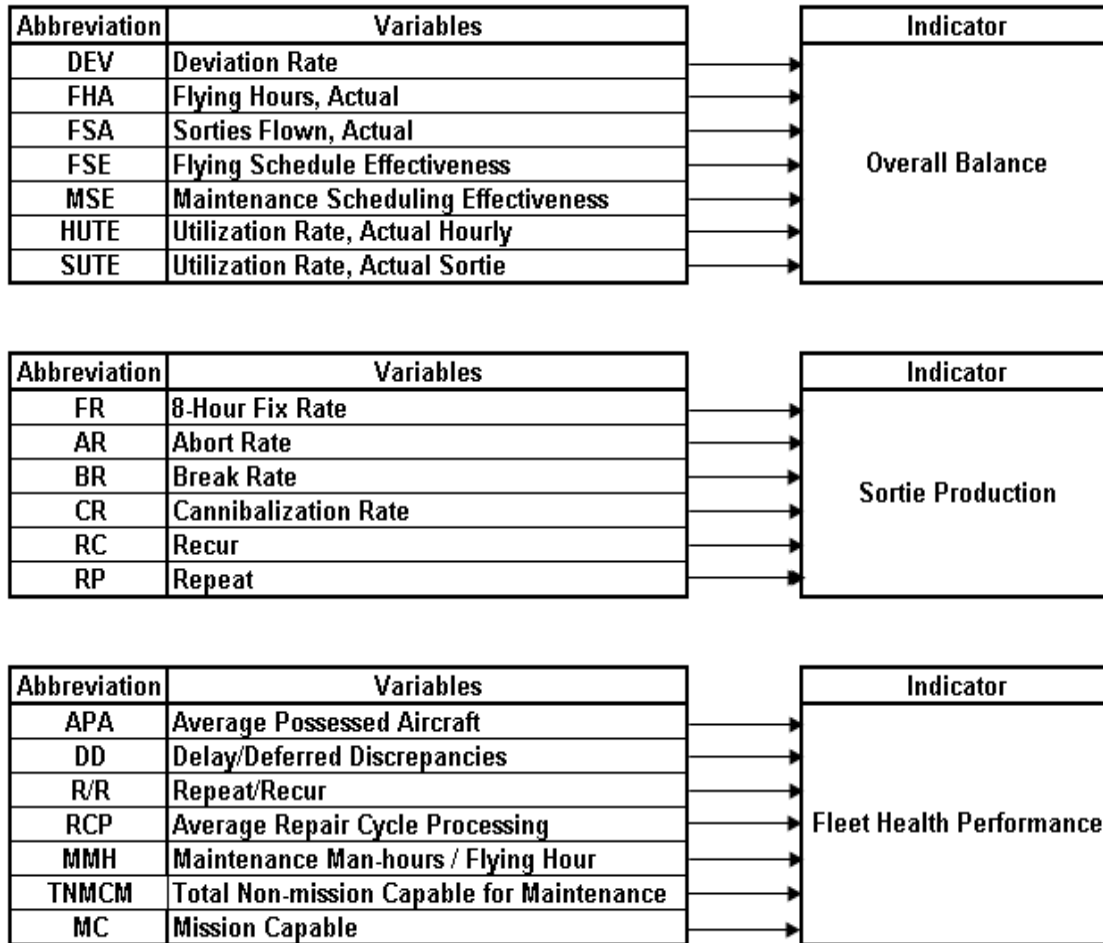 Abbreviation Variables Indicator
DEV Deviation Rate
FHA Flying Hours, Actual
FSA Sorties Flown, Actual
FSE Flying Schedule Effectiveness Overall Balance
MSE Maintenance Scheduling Effectiveness
HUTE Utilization Rate, Actual Hourly
SUTE Utilization Rate, Actual Sortie
Abbreviation Variables Indicator
FR 8-Hour Fix Rate
AR Abort Rate
BR Break Rate
Sortie Production
CR Cannibalization Rate
RC Recur
RP Repeat
Abbreviation Variables Indicator
APA Average Possessed Aircraft
DD Delay/Deferred Discrepancies
R/R Repeat/Recur
RCP Average Repair Cycle Processing Fleet Health Performance
MMH Maintenance Man-hours / Flying Hour
TNMCM Total Non-mission Capable for Maintenance
MC Mission Capable